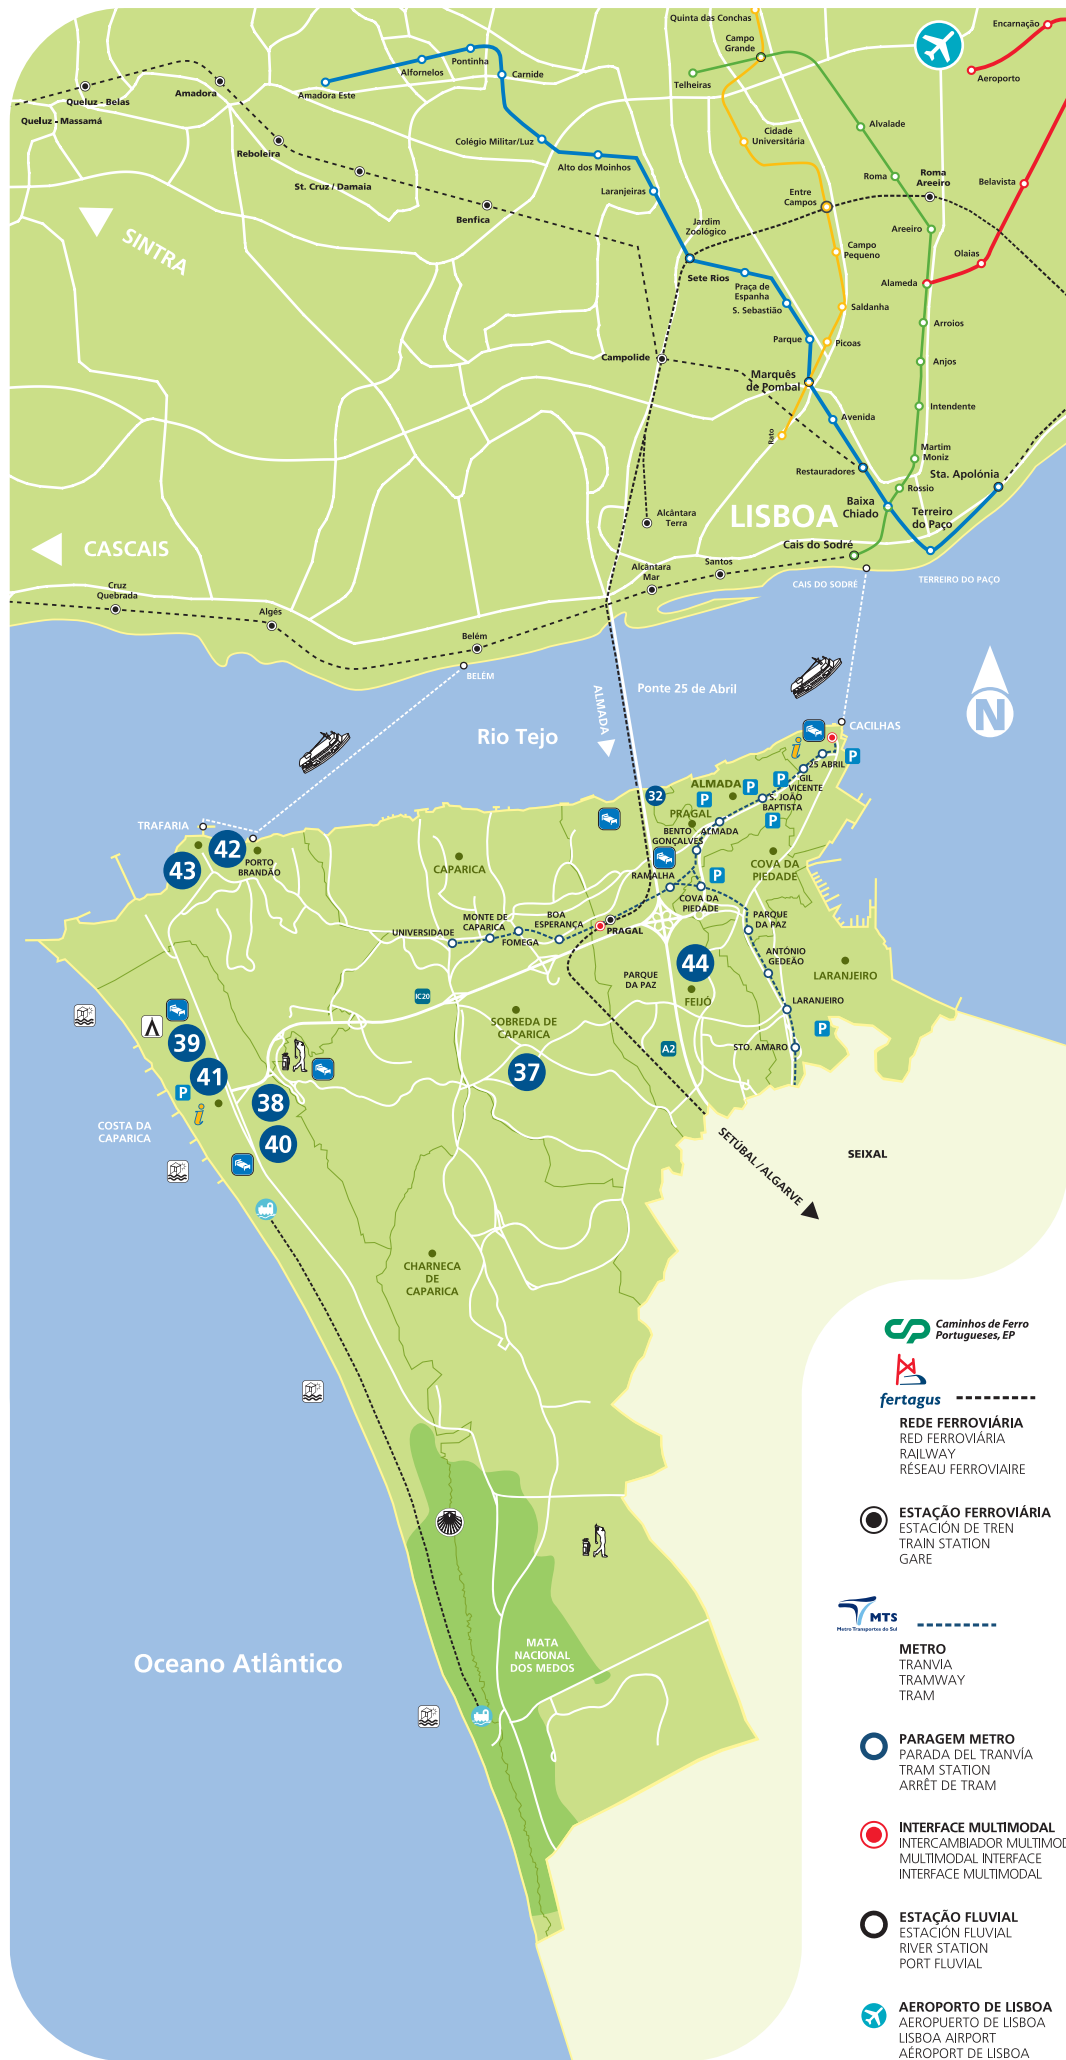 Quinta das Conchas
Encarnação
Campo
Grande
Pontinha
Alfornelos
Carnide
Aeroporto
Telheiras
Amadora
Amadora Este
Queluz - Belas
Queluz - Massamá
Alvalade
Cidade
Universitária
Colégio Militar/Luz
Reboleira
Alto dos Moinhos
Roma
Roma
Areeiro
Belavista
St. Cruz / Damaia
Laranjeiras
Entre
Campos
Benfica
Jardim
Zoológico
Areeiro
SINTRA
Campo
Pequeno
Olaias
Sete Rios
Praça de
Espanha
Alameda
S. Sebastião
Saldanha
Arroios
Parque
Picoas
Campolide
Anjos
Marquês
de Pombal
Intendente
Avenida
Rato
Martim
Moniz
Restauradores
Sta. Apolónia
Rossio
Baixa
Chiado
Terreiro
do Paço
Alcântara
Terra
LISBOA
CASCAIS
Cais do Sodré
Santos
Alcântara
Mar
CAIS DO SODRÉ
TERREIRO DO PAÇO
Cruz
Quebrada
Algés
Belém
BELÉM
ALMADA
Ponte 25 de Abril
N
Rio Tejo
CACILHAS
i
P
25 ABRIL
GIL
VICENTE
P
P
ALMADA
32
P
S. JOÃO
BAPTISTA
PRAGAL
P
TRAFARIA
BENTO
GONÇALVES
ALMADA
42
43
PORTO
BRANDÃO
CAPARICA
COVA DA
PIEDADE
RAMALHA
P
COVA DA
PIEDADE
MONTE DE
CAPARICA
BOA
ESPERANÇA
PARQUE
DA PAZ
UNIVERSIDADE
FOMEGA
PRAGAL
ANTÓNIO
GEDEÃO
44
PARQUE
DA PAZ
LARANJEIRO
IC20
FEIJÓ
LARANJEIRO
SOBREDA DE
CAPARICA
P
39
A2
STO. AMARO
41
37
P
38
i
COSTA DA
CAPARICA
40
SETÚBAL / ALGARVE
SEIXAL
CHARNECA
DE
CAPARICA
Caminhos de Ferro
Portugueses, EP
fertagus
REDE FERROVIÁRIA
RED FERROVIÁRIA
RAILWAY
RÉSEAU FERROVIAIRE
ESTAÇÃO FERROVIÁRIA
ESTACIÓN DE TREN
TRAIN STATION
GARE
MTS
Metro Transportes do Sul
METRO
TRANVÍA
TRAMWAY
TRAM
MATA
NACIONAL
DOS MEDOS
Oceano Atlântico
PARAGEM METRO
PARADA DEL TRANVÍA
TRAM STATION
ARRÊT DE TRAM
INTERFACE MULTIMODAL
INTERCAMBIADOR MULTIMOD
MULTIMODAL INTERFACE
INTERFACE MULTIMODAL
ESTAÇÃO FLUVIAL
ESTACIÓN FLUVIAL
RIVER STATION
PORT FLUVIAL
AEROPORTO DE LISBOA
AEROPUERTO DE LISBOA
LISBOA AIRPORT
AÉROPORT DE LISBOA